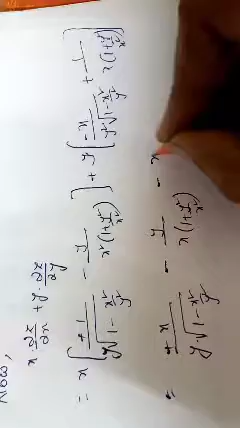 Now,
x·∂z/∂x + y·∂z/∂y
= x[ +1/(y√(1 − x²/y²)) − y/(x²(1+y²/x²)) ] + y[ −x/(y²√(1 − x²/y²)) + 1/(x(1+y²/x²)) ]
= +x/(y√(1 − x²/y²)) − y/(x(1+y²/x²)) − x